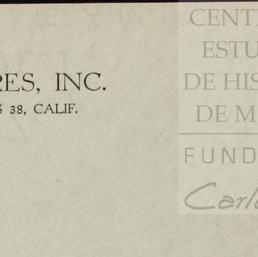 RES, INC.
S 38, CALIF.
CENT
ESTU
DE HIS
DE M
FUND
Carl